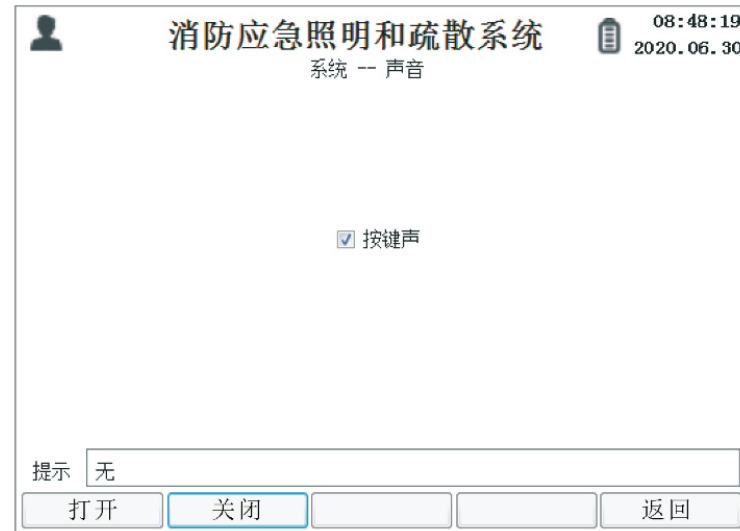 消防应急照明和疏散系统
08:48:19
2020.06.30
系统 -- 声音
按键声
提示 无
打开 关闭 返回